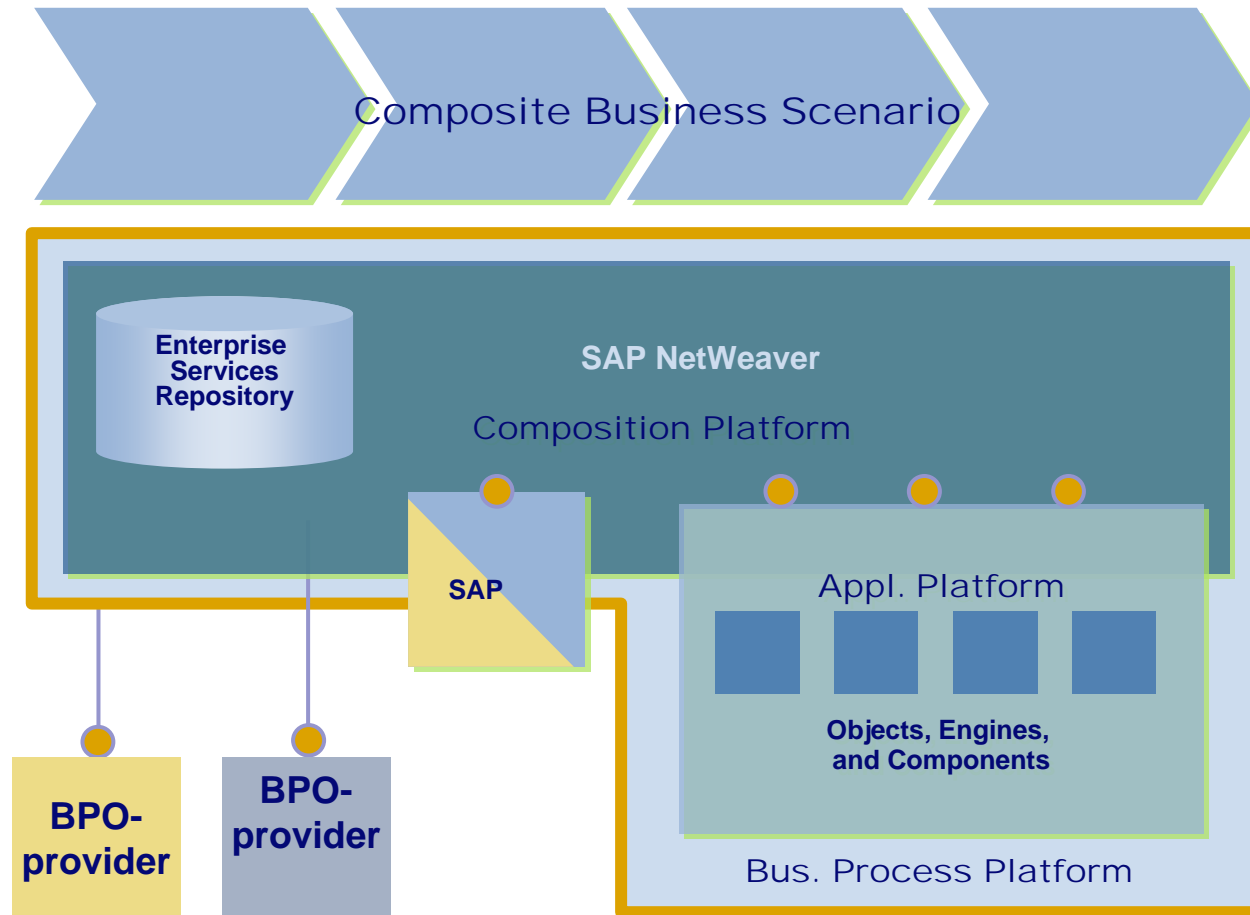 Composite Business Scenario
Enterprise
Services
Repository
SAP NetWeaver
Composition Platform
SAP
Appl. Platform
Objects, Engines,
and Components
BPO-
provider
BPO-
provider
Bus. Process Platform